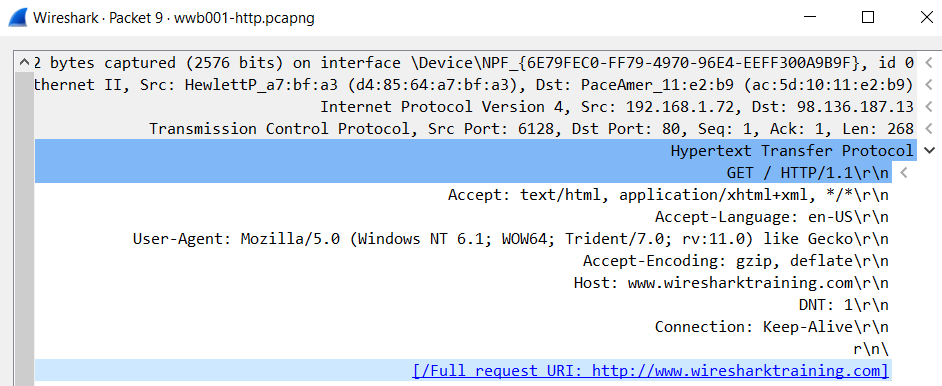 Wireshark · Packet 9 · wwb001-http.pcapng
2 bytes captured (2576 bits) on interface \Device\NPF_{6E79FEC0-FF79-4970-96E4-EEFF300A9B9F}, id 0
thernet II, Src: HewlettP_a7:bf:a3 (d4:85:64:a7:bf:a3), Dst: PaceAmer_11:e2:b9 (ac:5d:10:11:e2:b9)
Internet Protocol Version 4, Src: 192.168.1.72, Dst: 98.136.187.13
Transmission Control Protocol, Src Port: 6128, Dst Port: 80, Seq: 1, Ack: 1, Len: 268
Hypertext Transfer Protocol
GET / HTTP/1.1\r\n
Accept: text/html, application/xhtml+xml, */*\r\n
Accept-Language: en-US\r\n
User-Agent: Mozilla/5.0 (Windows NT 6.1; WOW64; Trident/7.0; rv:11.0) like Gecko\r\n
Accept-Encoding: gzip, deflate\r\n
Host: www.wiresharktraining.com\r\n
DNT: 1\r\n
Connection: Keep-Alive\r\n
r\n\
[/Full request URI: http://www.wiresharktraining.com]